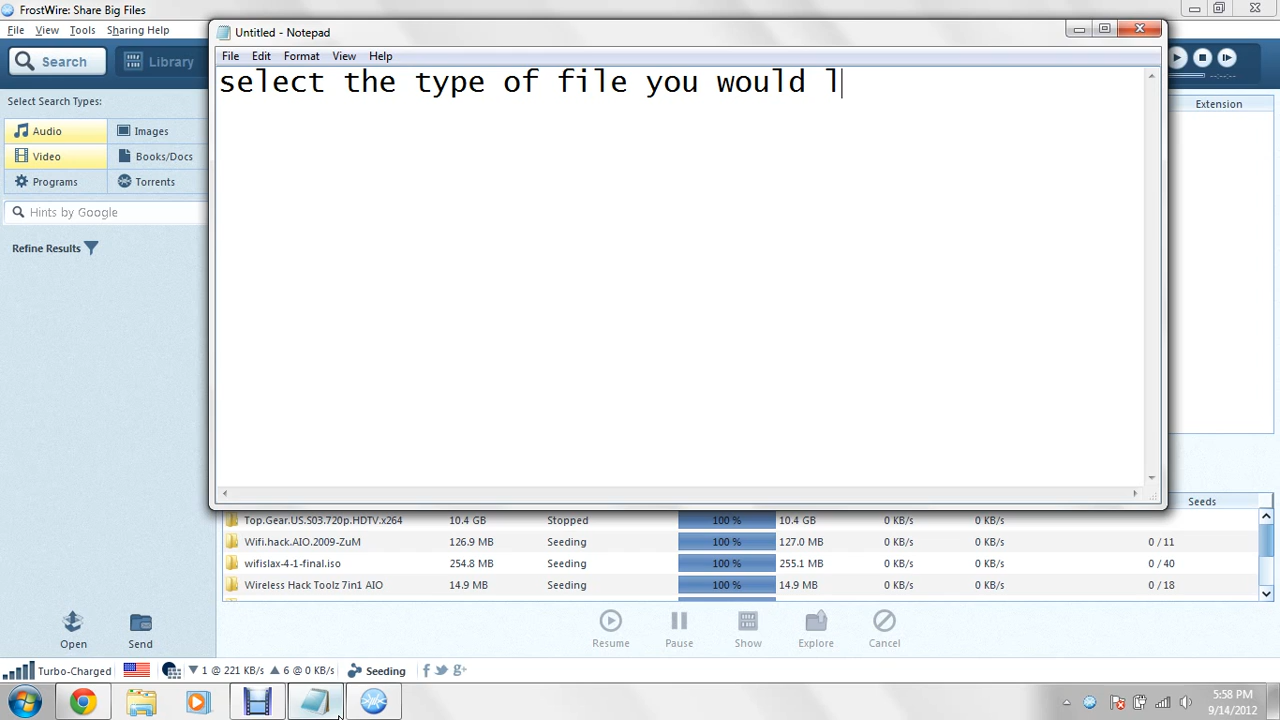 FrostWire: Share Big Files
File View Tools Sharing Help
Search Library
Select Search Types:
Audio Images
Video Books/Docs
Programs Torrents
Hints by Google
Refine Results
Untitled - Notepad
File Edit Format View Help
select the type of file you would l
--:--:--
Extension
Seeds
Top.Gear.US.S03.720p.HDTV.x264 10.4 GB Stopped 100 % 10.4 GB 0 KB/s 0 KB/s
Wifi.hack.AIO.2009-ZuM 126.9 MB Seeding 100 % 127.0 MB 0 KB/s 0 KB/s 0 / 11
wifislax-4-1-final.iso 254.8 MB Seeding 100 % 255.1 MB 0 KB/s 0 KB/s 0 / 40
Wireless Hack Toolz 7in1 AIO 14.9 MB Seeding 100 % 14.9 MB 0 KB/s 0 KB/s 0 / 18
Open Send Resume Pause Show Explore Cancel
Turbo-Charged 1 @ 221 KB/s 6 @ 0 KB/s Seeding
5:58 PM
9/14/2012